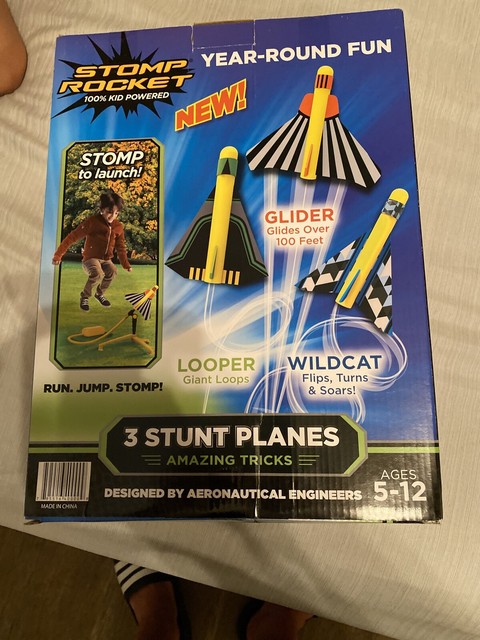 STOMP
ROCKET
100% KID POWERED
YEAR-ROUND FUN
NEW!
STOMP
to launch!
GLIDER
Glides Over
100 Feet
LOOPER
Giant Loops
WILDCAT
Flips, Turns
& Soars!
RUN. JUMP. STOMP!
3 STUNT PLANES
AMAZING TRICKS
DESIGNED BY AERONAUTICAL ENGINEERS
AGES
5-12
MADE IN CHINA